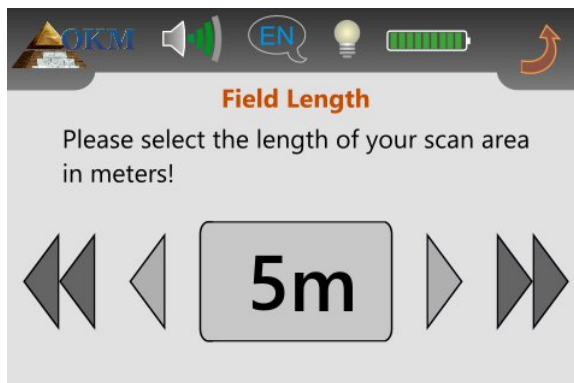 OKM
EN
Field Length
Please select the length of your scan area
in meters!
5m